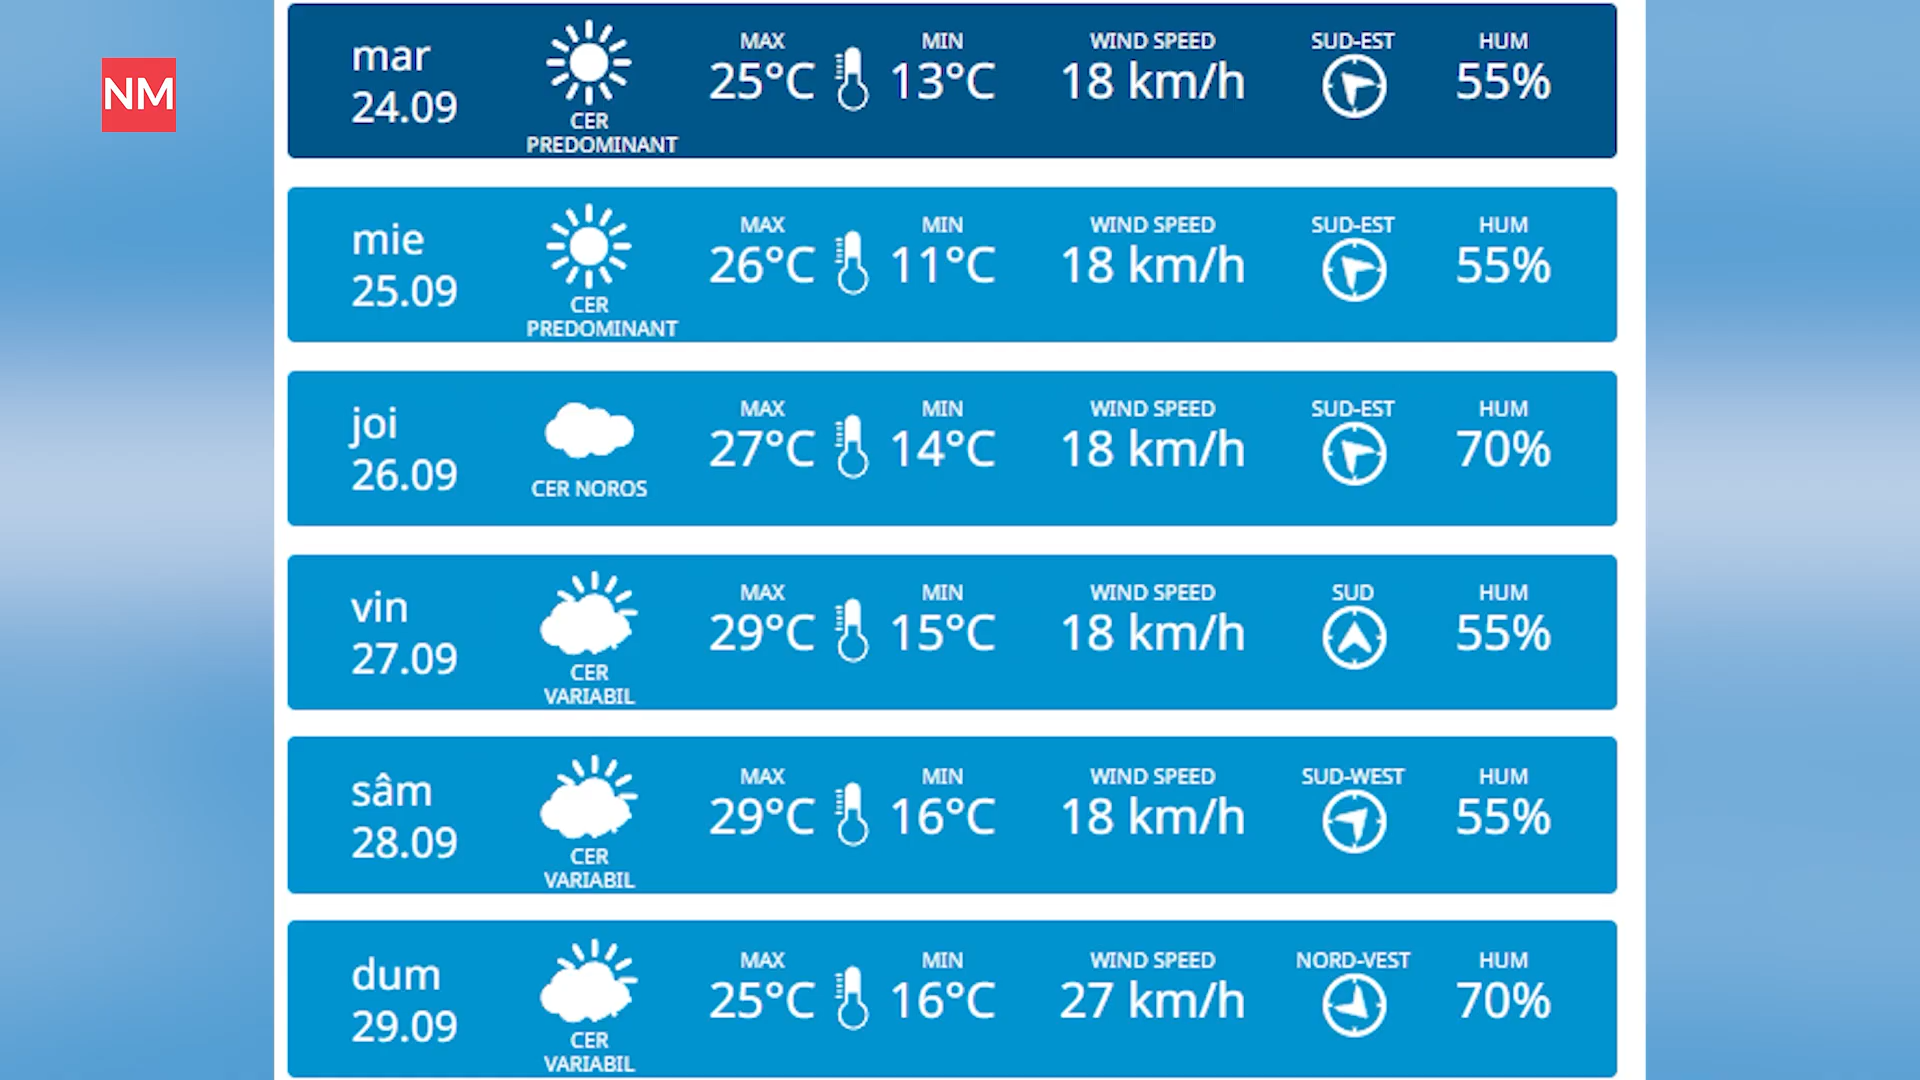 NM
mar
24.09
CER
PREDOMINANT
MAX
25°C
MIN
13°C
WIND SPEED
18 km/h
SUD-EST
HUM
55%
mie
25.09
CER
PREDOMINANT
MAX
26°C
MIN
11°C
WIND SPEED
18 km/h
SUD-EST
HUM
55%
joi
26.09
CER NOROS
MAX
27°C
MIN
14°C
WIND SPEED
18 km/h
SUD-EST
HUM
70%
vin
27.09
CER
VARIABIL
MAX
29°C
MIN
15°C
WIND SPEED
18 km/h
SUD
HUM
55%
sâm
28.09
CER
VARIABIL
MAX
29°C
MIN
16°C
WIND SPEED
18 km/h
SUD-WEST
HUM
55%
dum
29.09
CER
VARIABIL
MAX
25°C
MIN
16°C
WIND SPEED
27 km/h
NORD-VEST
HUM
70%